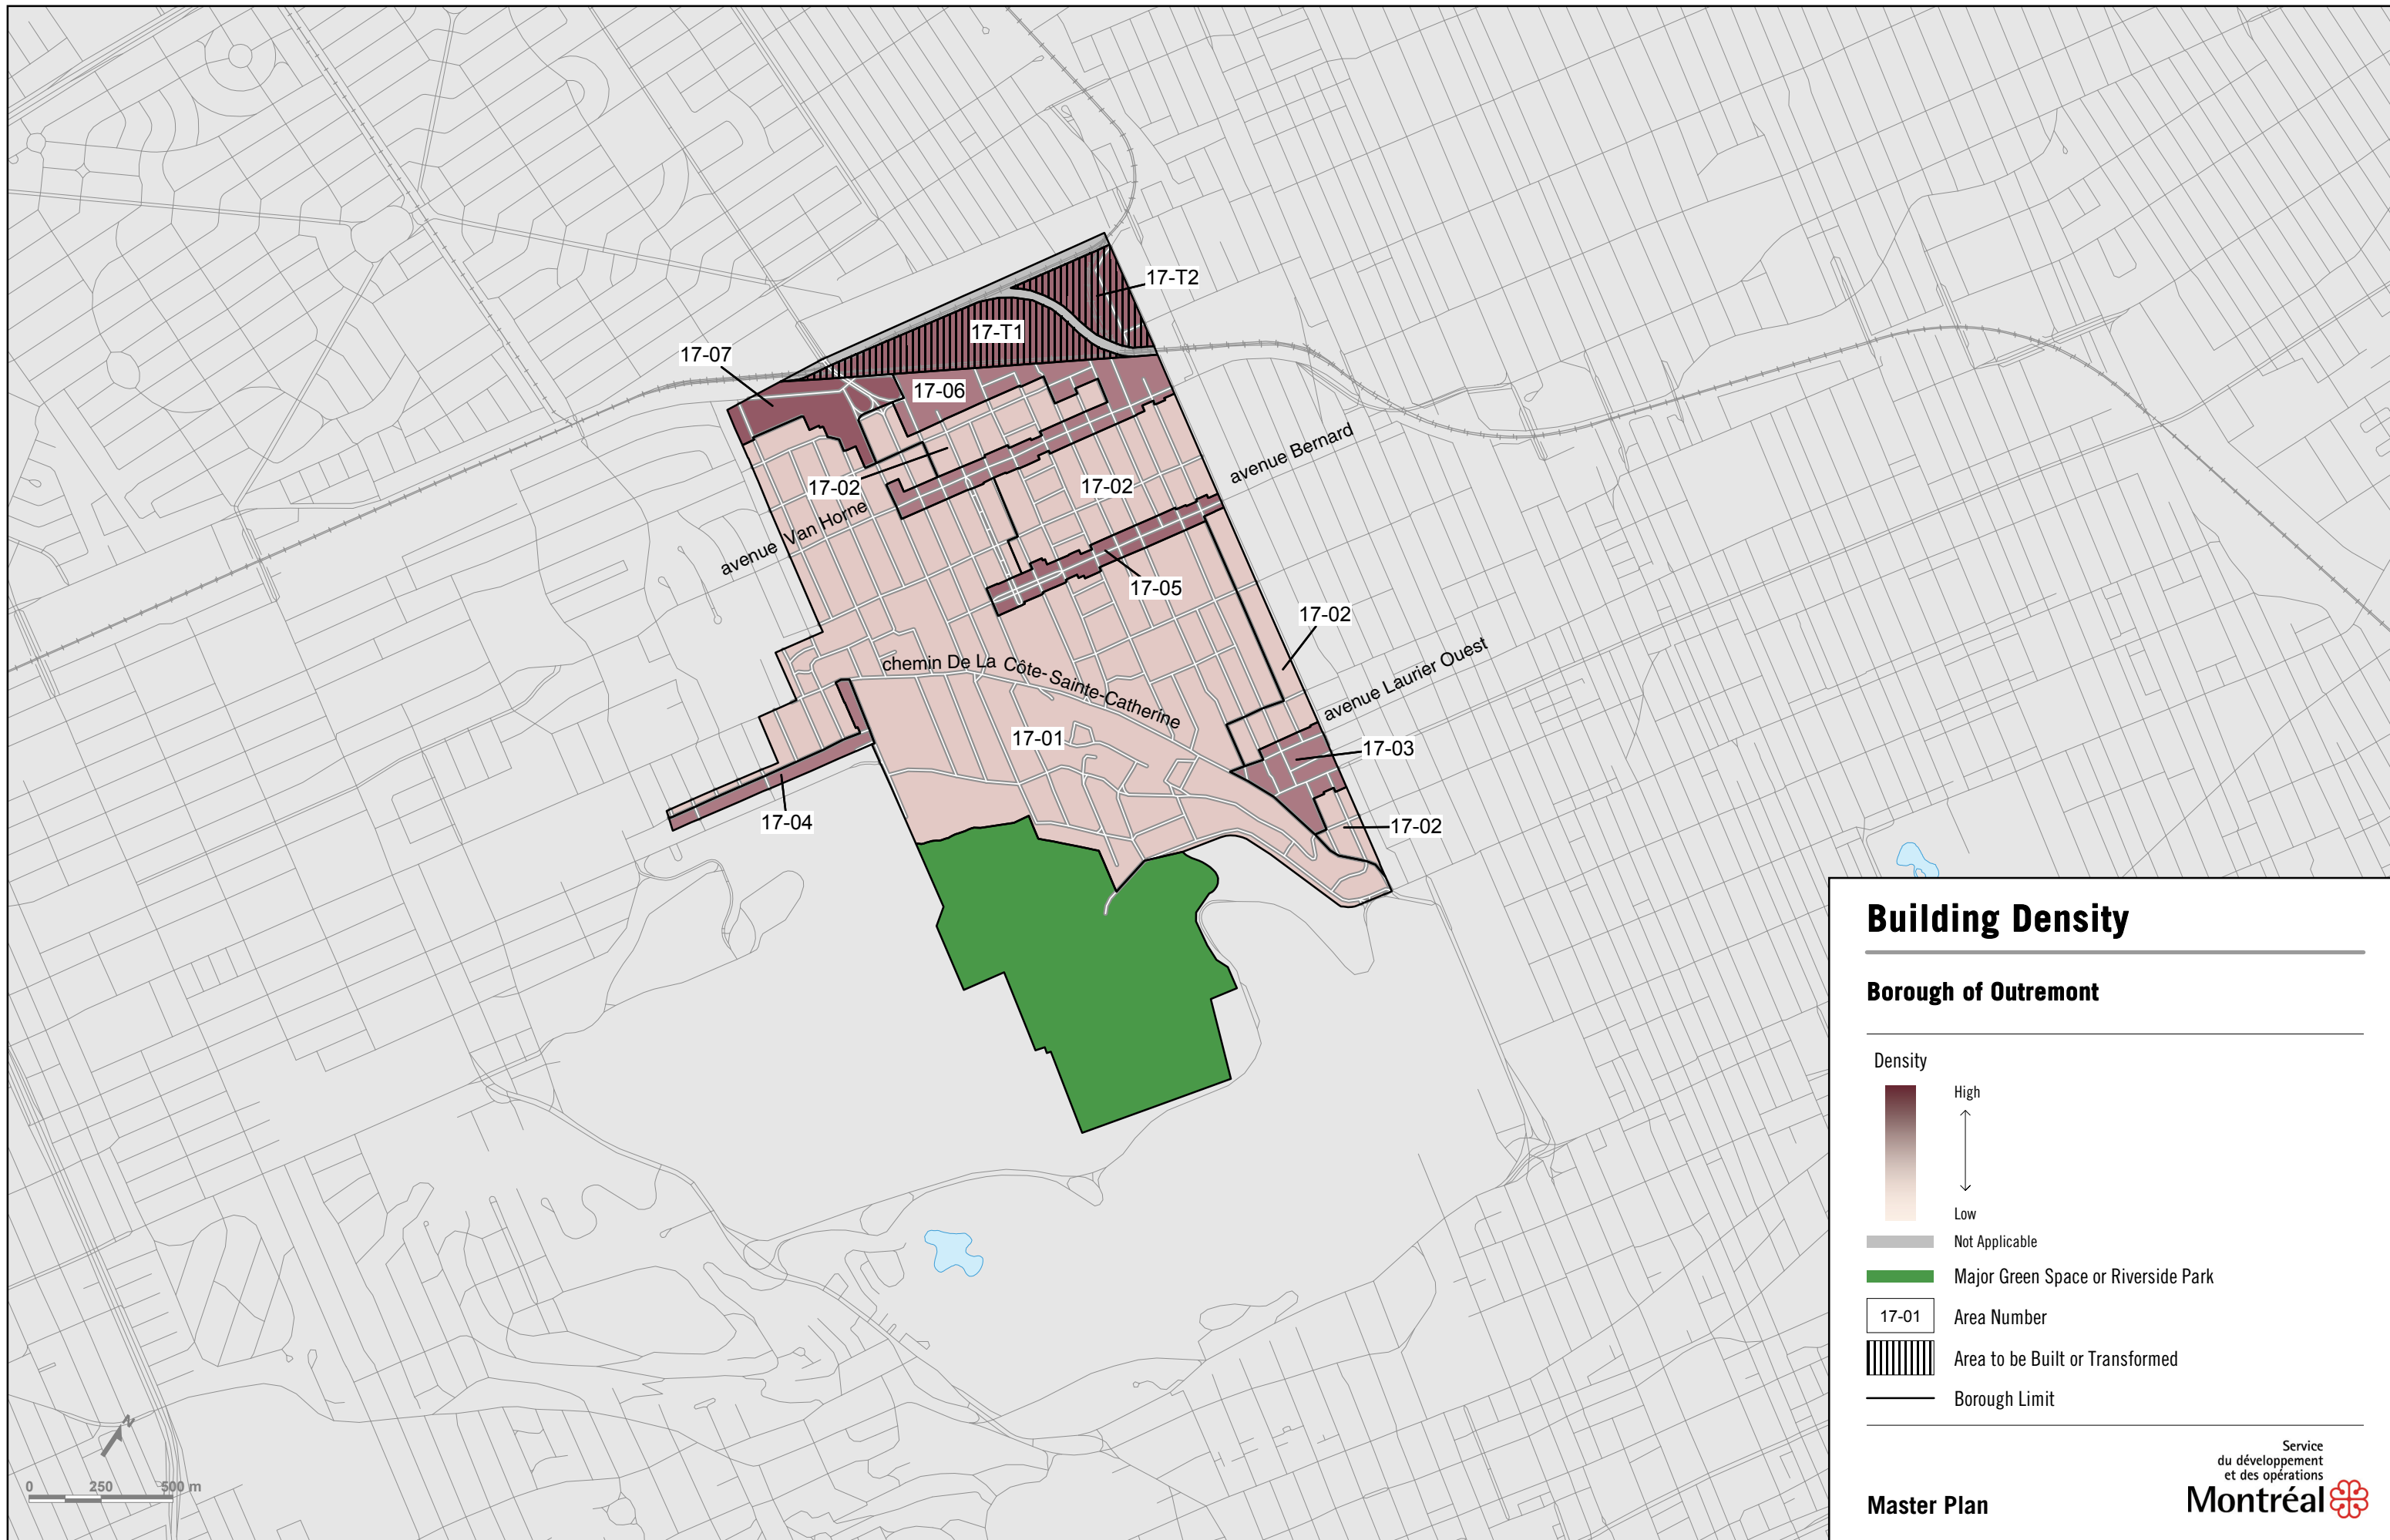 17-T2
17-T1
17-07
17-06
avenue Bernard
17-02
17-02
avenue Van Horne
17-05
17-02
avenue Laurier Ouest
chemin De La Côte-Sainte-Catherine
17-01
17-03
17-04
17-02
Building Density
Borough of Outremont
Density
High
Low
Not Applicable
Major Green Space or Riverside Park
17-01 Area Number
Area to be Built or Transformed
Borough Limit
Service
du développement
et des opérations
Master Plan
Montréal
N
0 250 500 m